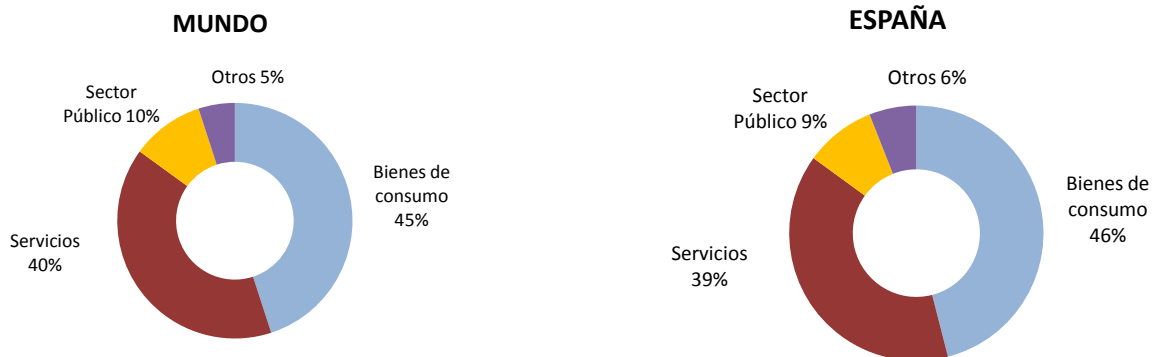 MUNDO
Otros 5%
Sector
Público 10%
Bienes de
consumo
45%
Servicios
40%
ESPAÑA
Otros 6%
Sector
Público 9%
Bienes de
consumo
46%
Servicios
39%